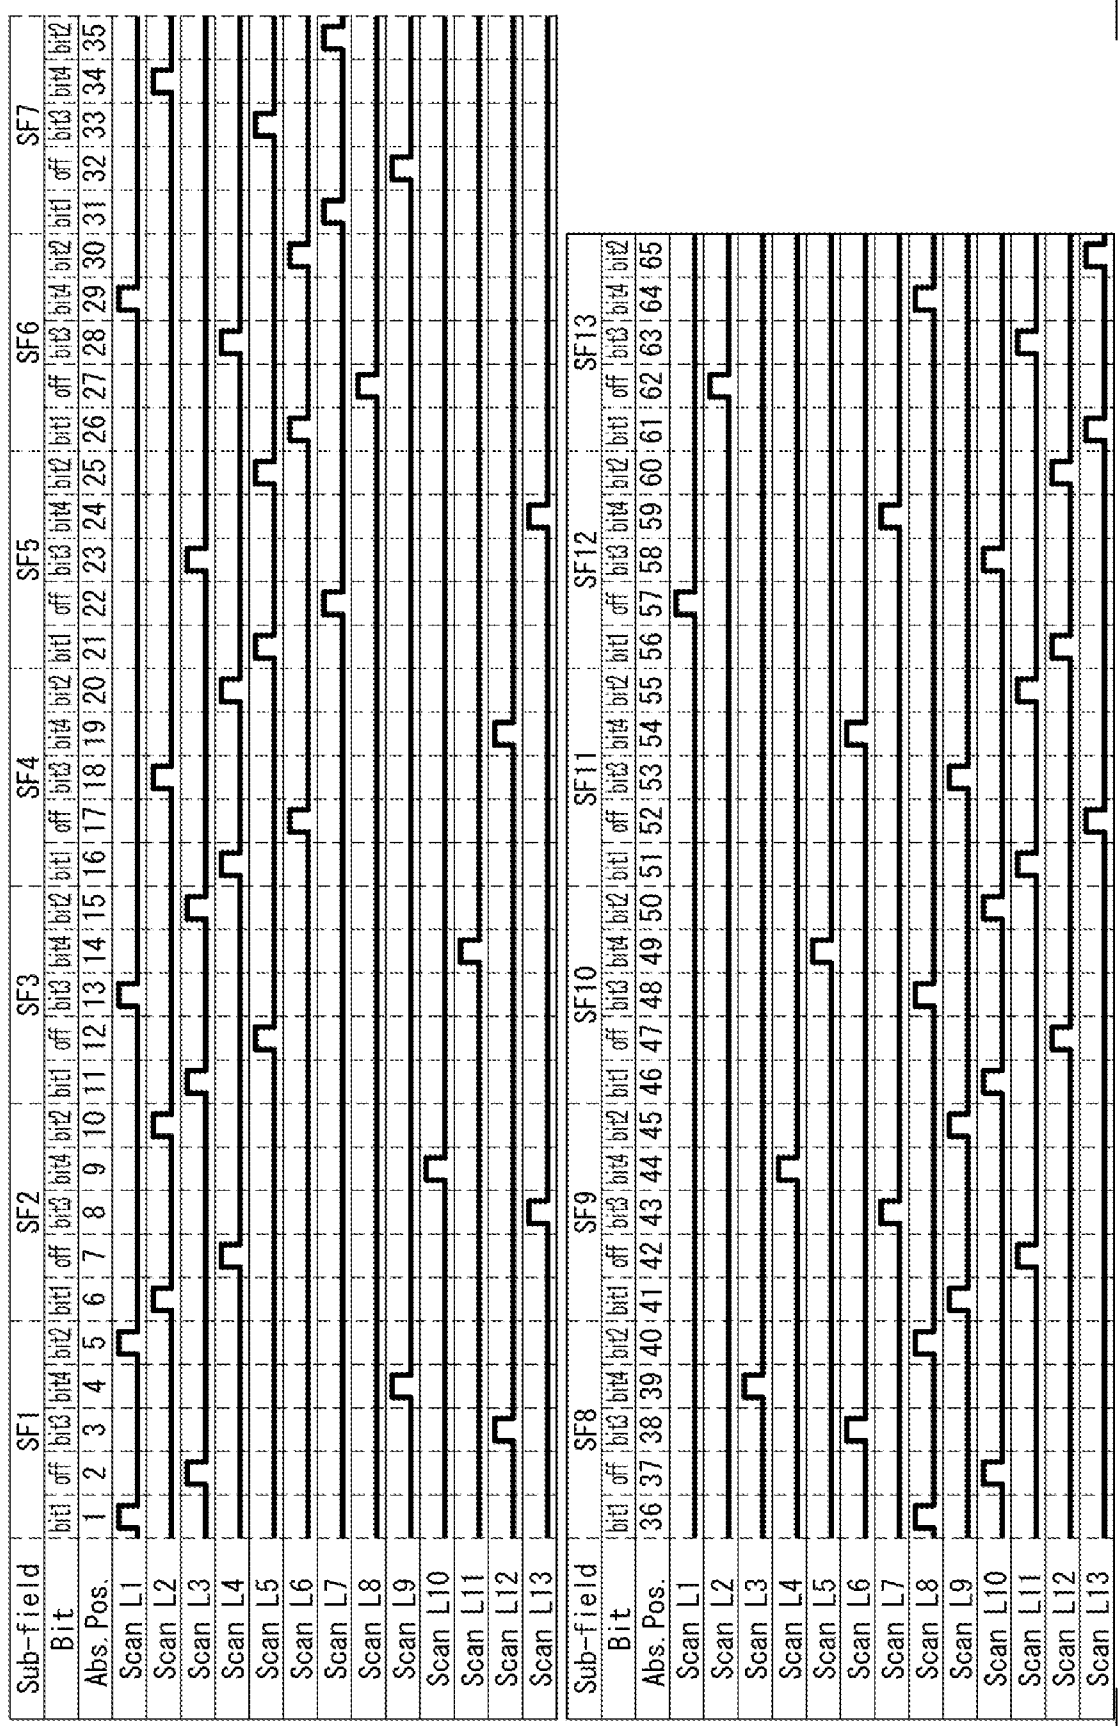 Sub-field SF1 SF2 SF3 SF4 SF5 SF6 SF7
Bit bit1 off bit3 bit4 bit2 bit1 off bit3 bit4 bit2 bit1 off bit3 bit4 bit2 bit1 off bit3 bit4 bit2 bit1 off bit3 bit4 bit2 bit1 off bit3 bit4 bit2 bit1 off bit3 bit4 bit2
Abs. Pos. 1 2 3 4 5 6 7 8 9 10 11 12 13 14 15 16 17 18 19 20 21 22 23 24 25 26 27 28 29 30 31 32 33 34 35
Scan L1
Scan L2
Scan L3
Scan L4
Scan L5
Scan L6
Scan L7
Scan L8
Scan L9
Scan L10
Scan L11
Scan L12
Scan L13
Sub-field SF8 SF9 SF10 SF11 SF12 SF13
Bit bit1 off bit3 bit4 bit2 bit1 off bit3 bit4 bit2 bit1 off bit3 bit4 bit2 bit1 off bit3 bit4 bit2 bit1 off bit3 bit4 bit2 bit1 off bit3 bit4 bit2
Abs. Pos. 36 37 38 39 40 41 42 43 44 45 46 47 48 49 50 51 52 53 54 55 56 57 58 59 60 61 62 63 64 65
Scan L1
Scan L2
Scan L3
Scan L4
Scan L5
Scan L6
Scan L7
Scan L8
Scan L9
Scan L10
Scan L11
Scan L12
Scan L13